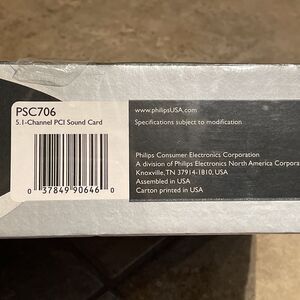 PSC706
5.1-Channel PCI Sound Card
0 37849 90646 0
www.philipsUSA.com
Specifications subject to modification
Philips Consumer Electronics Corporation
A division of Philips Electronics North America Corporation
Knoxville, TN 37914-1810, USA
Assembled in USA
Carton printed in USA